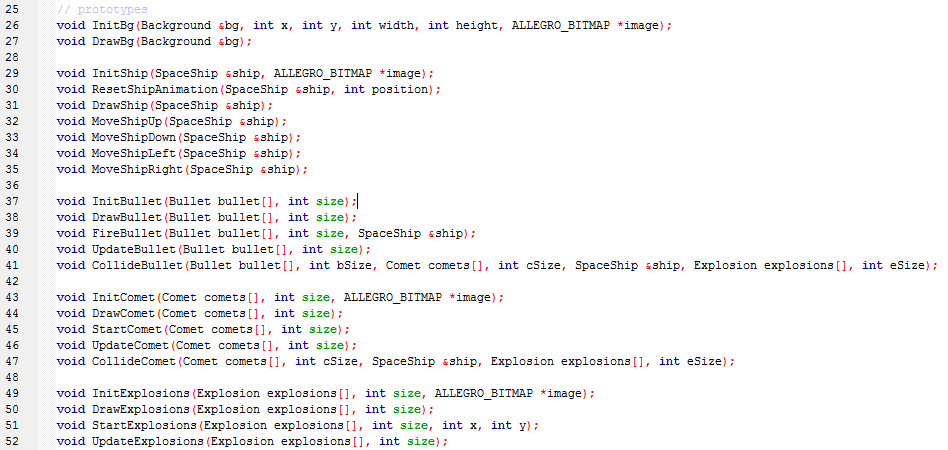 25 // prototypes
26 void InitBg(Background &bg, int x, int y, int width, int height, ALLEGRO_BITMAP *image);
27 void DrawBg(Background &bg);
28
29 void InitShip(SpaceShip &ship, ALLEGRO_BITMAP *image);
30 void ResetShipAnimation(SpaceShip &ship, int position);
31 void DrawShip(SpaceShip &ship);
32 void MoveShipUp(SpaceShip &ship);
33 void MoveShipDown(SpaceShip &ship);
34 void MoveShipLeft(SpaceShip &ship);
35 void MoveShipRight(SpaceShip &ship);
36
37 void InitBullet(Bullet bullet[], int size);
38 void DrawBullet(Bullet bullet[], int size);
39 void FireBullet(Bullet bullet[], int size, SpaceShip &ship);
40 void UpdateBullet(Bullet bullet[], int size);
41 void CollideBullet(Bullet bullet[], int bSize, Comet comets[], int cSize, SpaceShip &ship, Explosion explosions[], int eSize);
42
43 void InitComet(Comet comets[], int size, ALLEGRO_BITMAP *image);
44 void DrawComet(Comet comets[], int size);
45 void StartComet(Comet comets[], int size);
46 void UpdateComet(Comet comets[], int size);
47 void CollideComet(Comet comets[], int cSize, SpaceShip &ship, Explosion explosions[], int eSize);
48
49 void InitExplosions(Explosion explosions[], int size, ALLEGRO_BITMAP *image);
50 void DrawExplosions(Explosion explosions[], int size);
51 void StartExplosions(Explosion explosions[], int size, int x, int y);
52 void UpdateExplosions(Explosion explosions[], int size);